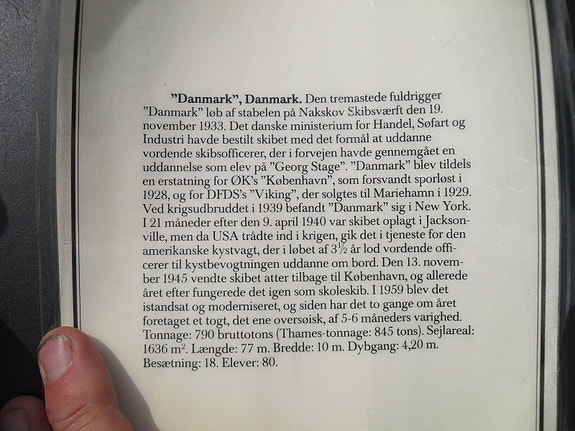 ”Danmark”, Danmark. Den tremastede fuldrigger
”Danmark” løb af stabelen på Nakskov Skibsværft den 19.
november 1933. Det danske ministerium for Handel, Søfart og
Industri havde bestilt skibet med det formål at uddanne
vordende skibsofficerer, der i forvejen havde gennemgået en
uddannelse som elev på ”Georg Stage”. ”Danmark” blev tildels
en erstatning for ØK’s ”København”, som forsvandt sporløst i
1928, og for DFDS’s ”Viking”, der solgtes til Mariehamn i 1929.
Ved krigsudbruddet i 1939 befandt ”Danmark” sig i New York.
I 21 måneder efter den 9. april 1940 var skibet oplagt i Jackson-
ville, men da USA trådte ind i krigen, gik det i tjeneste for den
amerikanske kystvagt, der i løbet af 3½ år lod vordende offi-
cerer til kystbevogtningen uddanne om bord. Den 13. novem-
ber 1945 vendte skibet atter tilbage til København, og allerede
året efter fungerede det igen som skoleskib. I 1959 blev det
istandsat og moderniseret, og siden har det to gange om året
foretaget et togt, det ene oversøisk, af 5-6 måneders varighed.
Tonnage: 790 bruttotons (Thames-tonnage: 845 tons). Sejlareal:
1636 m². Længde: 77 m. Bredde: 10 m. Dybgang: 4,20 m.
Besætning: 18. Elever: 80.